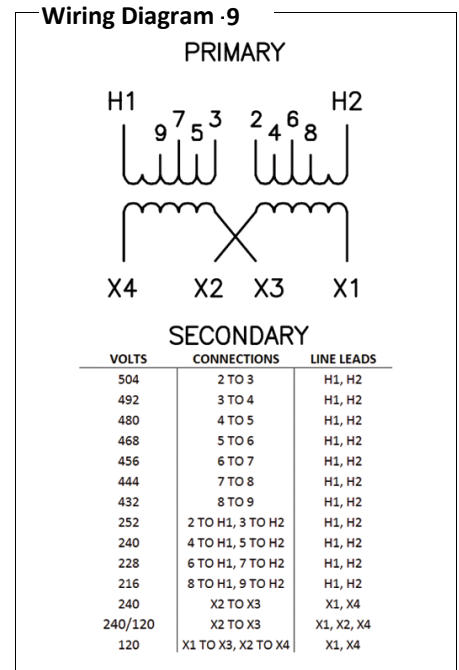 Wiring Diagram ·9
PRIMARY
H1 H2
9 7 5 3 2 4 6 8
X4 X2 X3 X1
SECONDARY
VOLTS CONNECTIONS LINE LEADS
504 2 TO 3 H1, H2
492 3 TO 4 H1, H2
480 4 TO 5 H1, H2
468 5 TO 6 H1, H2
456 6 TO 7 H1, H2
444 7 TO 8 H1, H2
432 8 TO 9 H1, H2
252 2 TO H1, 3 TO H2 H1, H2
240 4 TO H1, 5 TO H2 H1, H2
228 6 TO H1, 7 TO H2 H1, H2
216 8 TO H1, 9 TO H2 H1, H2
240 X2 TO X3 X1, X4
240/120 X2 TO X3 X1, X2, X4
120 X1 TO X3, X2 TO X4 X1, X4